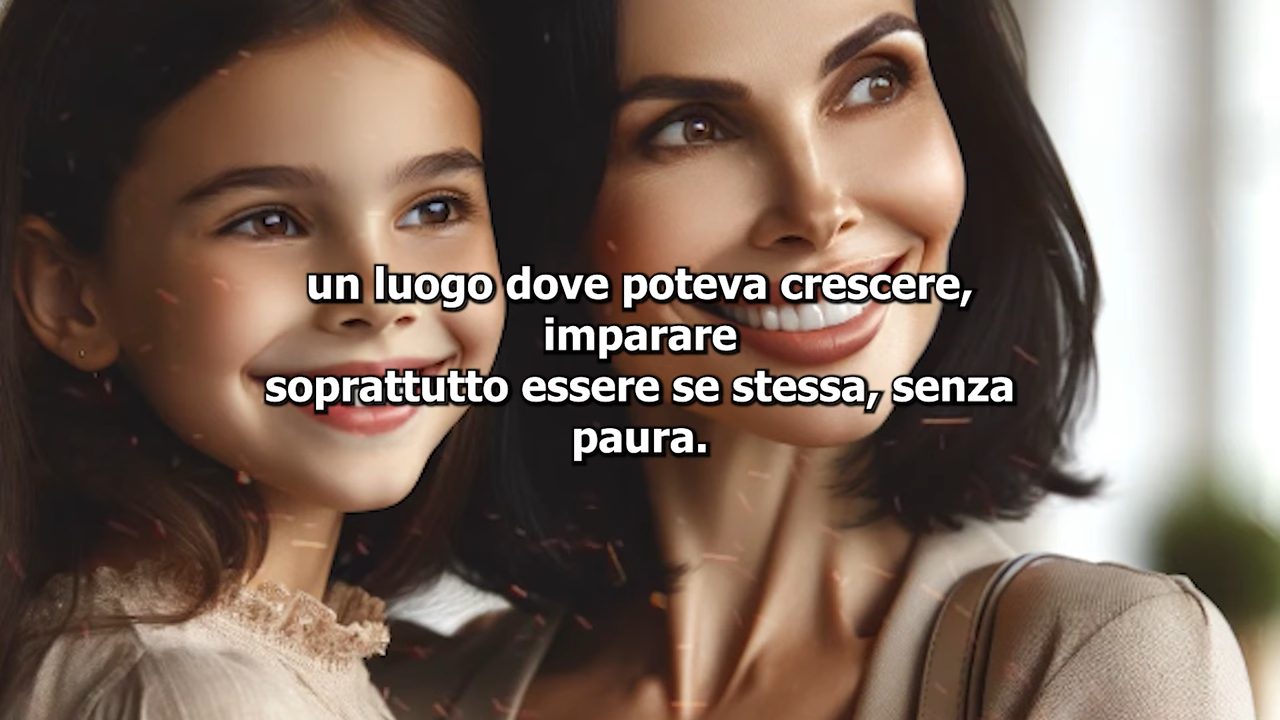 un luogo dove poteva crescere,
imparare
soprattutto essere se stessa, senza
paura.